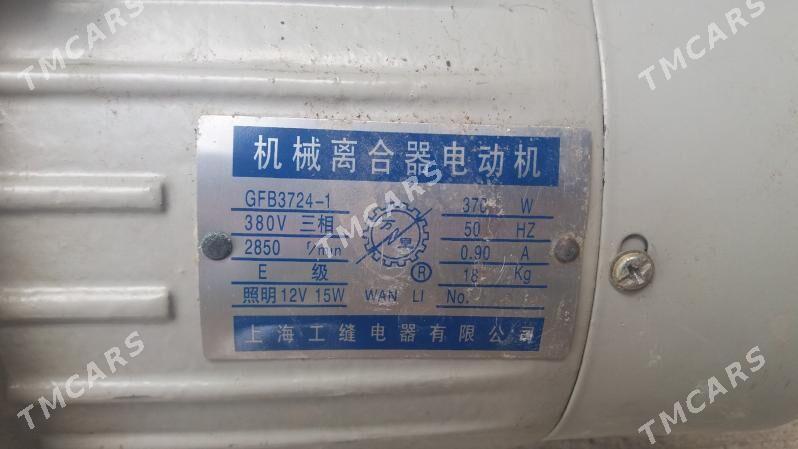 机械离合器电动机
GFB3724-1 370 W
380V 三相 50 HZ
2850 r/min 0.90 A
E 级 18 Kg
照明12V 15W WAN LI ® No.
上海工缝电器有限公司
TMCARS
TMCARS
TMCARS
TMCARS
TMCARS
TMCARS
TMCARS